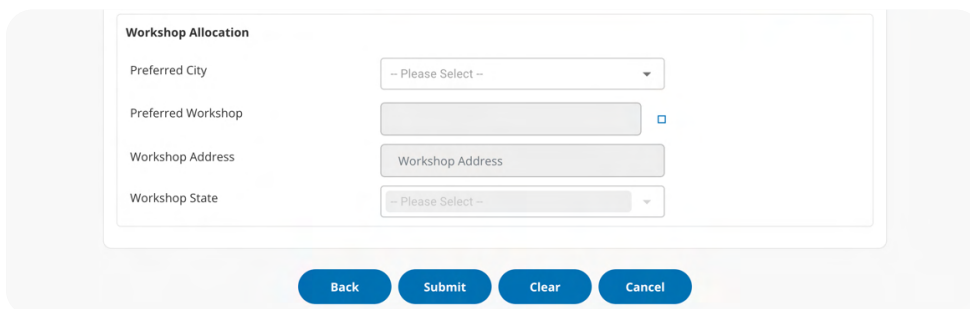 Workshop Allocation
Preferred City
-- Please Select --
Preferred Workshop
Workshop Address
Workshop Address
Workshop State
-- Please Select --
Back Submit Clear Cancel